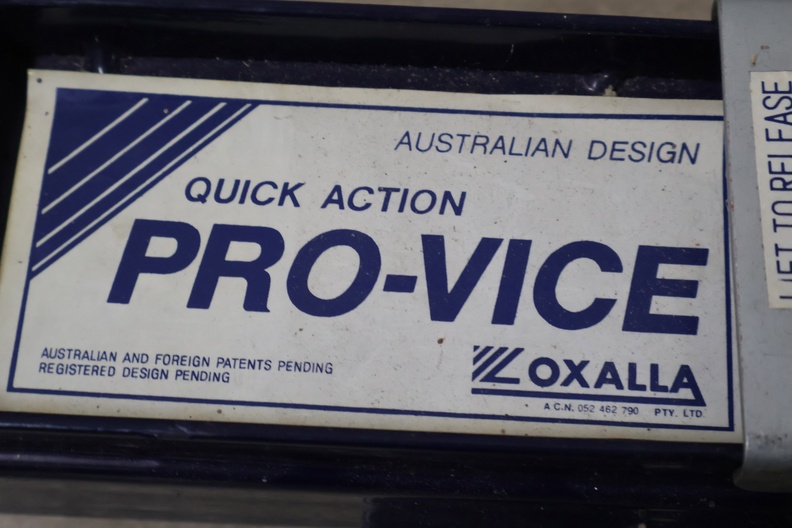 AUSTRALIAN DESIGN
QUICK ACTION
PRO-VICE
AUSTRALIAN AND FOREIGN PATENTS PENDING
REGISTERED DESIGN PENDING
OXALLA
A.C.N. 052 462 790 PTY. LTD.
LIFT TO RELEASE